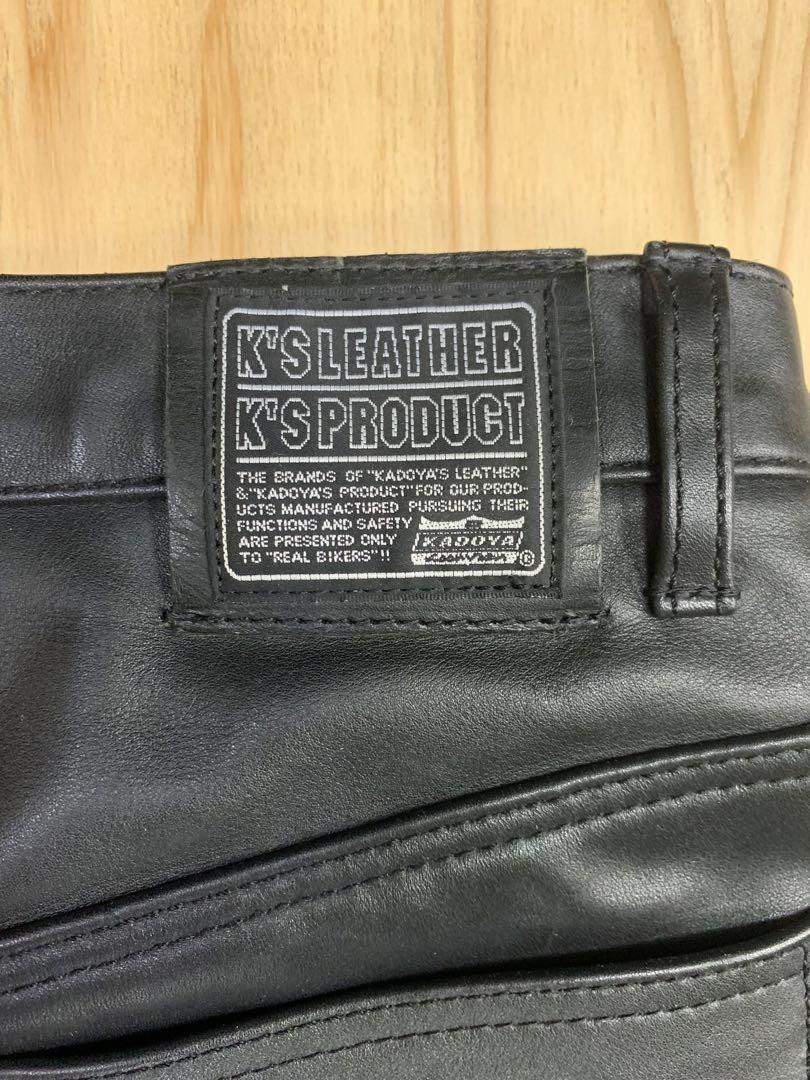 K'S LEATHER
K'S PRODUCT
THE BRANDS OF "KADOYA'S LEATHER"
&"KADOYA'S PRODUCT" FOR OUR PROD-
UCTS MANUFACTURED PURSUING THEIR
FUNCTIONS AND SAFETY
ARE PRESENTED ONLY
TO "REAL BIKERS"!!
KADOYA
®